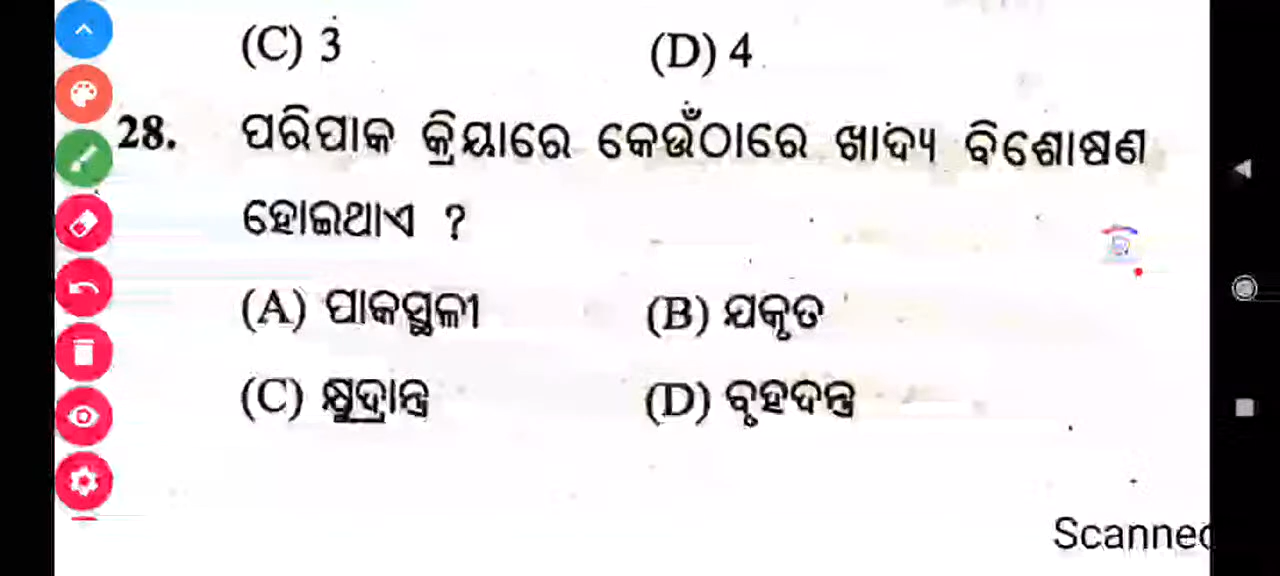 (C) 3 (D) 4
28. ପରିପାକ କ୍ରିୟାରେ କେଉଁଠାରେ ଖାଦ୍ୟ ବିଶୋଷଣ
ହୋଇଥାଏ ?
(A) ପାକସ୍ଥଳୀ (B) ଯକୃତ
(C) କ୍ଷୁଦ୍ରାନ୍ତ୍ର (D) ବୃହଦନ୍ତ୍ର
Scanned